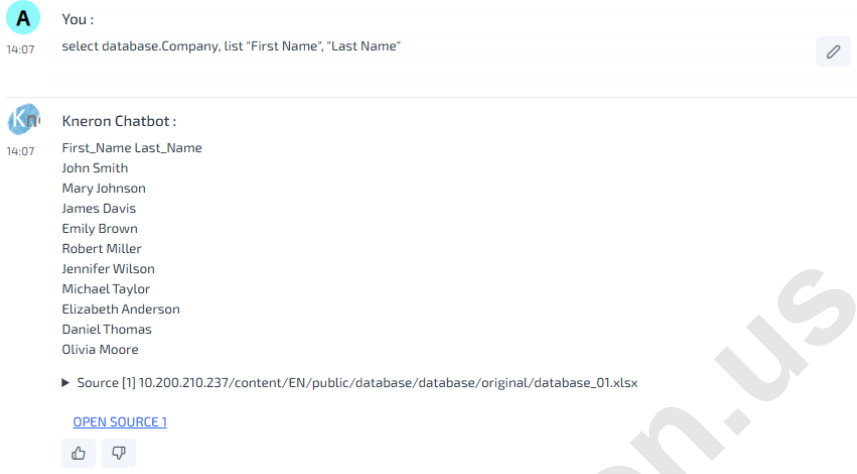 A
You :
14:07
select database.Company, list "First Name", "Last Name"
Kn
Kneron Chatbot :
14:07
First_Name Last_Name
John Smith
Mary Johnson
James Davis
Emily Brown
Robert Miller
Jennifer Wilson
Michael Taylor
Elizabeth Anderson
Daniel Thomas
Olivia Moore
▶ Source [1] 10.200.210.237/content/EN/public/database/database/original/database_01.xlsx
OPEN SOURCE 1
on.us